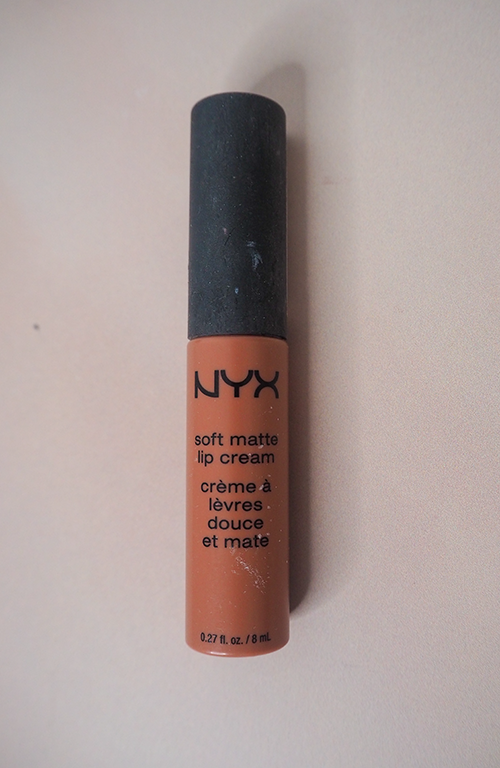 NYX
soft matte
lip cream
crème à
lèvres
douce
et mate
0.27 fl. oz. / 8 mL